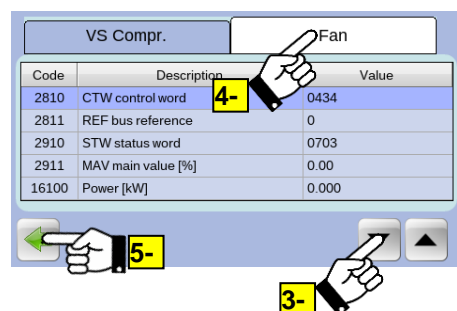 VS Compr. Fan
Code Description Value
4-
2810 CTW control word 0434
2811 REF bus reference 0
2910 STW status word 0703
2911 MAV main value [%] 0.00
16100 Power [kW] 0.000
5-
3-